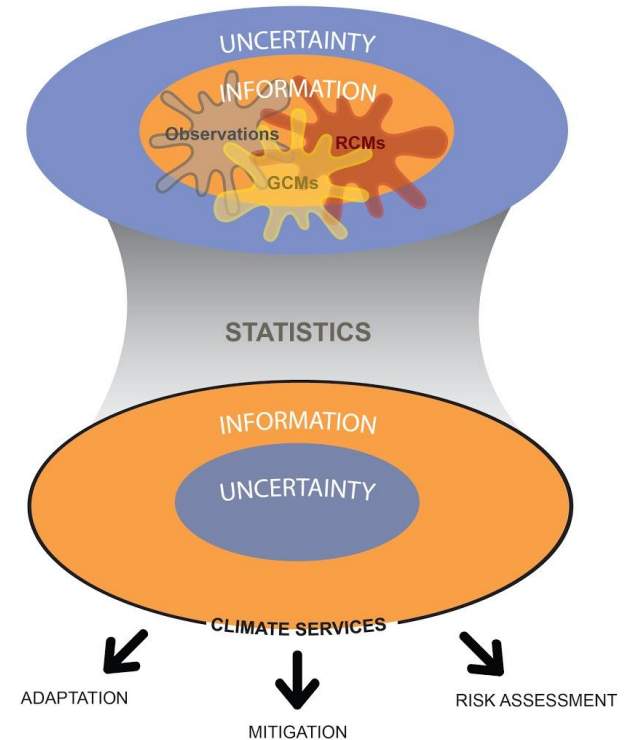 UNCERTAINTY
INFORMATION
Observations
RCMs
GCMs
STATISTICS
INFORMATION
UNCERTAINTY
CLIMATE SERVICES
ADAPTATION
RISK ASSESSMENT
MITIGATION